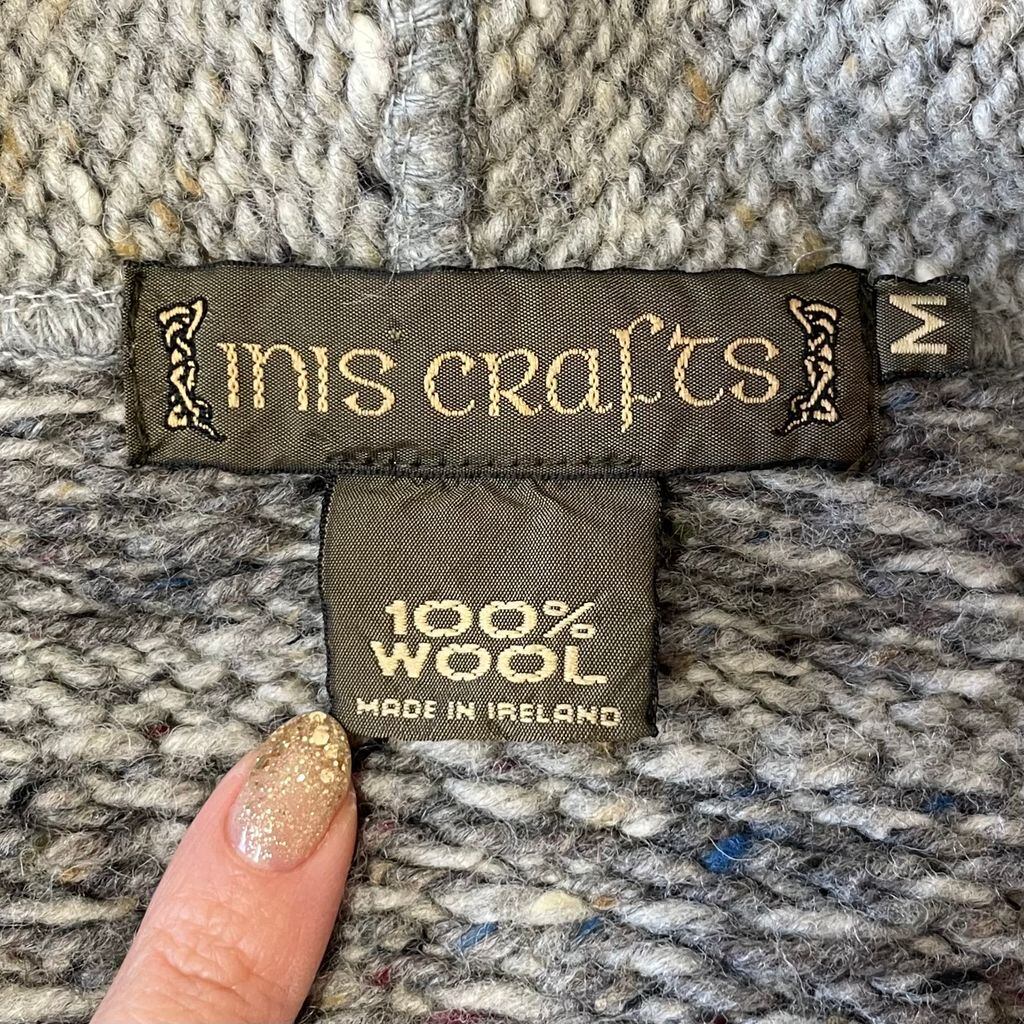 INIS CRAFTS
M
100%
WOOL
MADE IN IRELAND